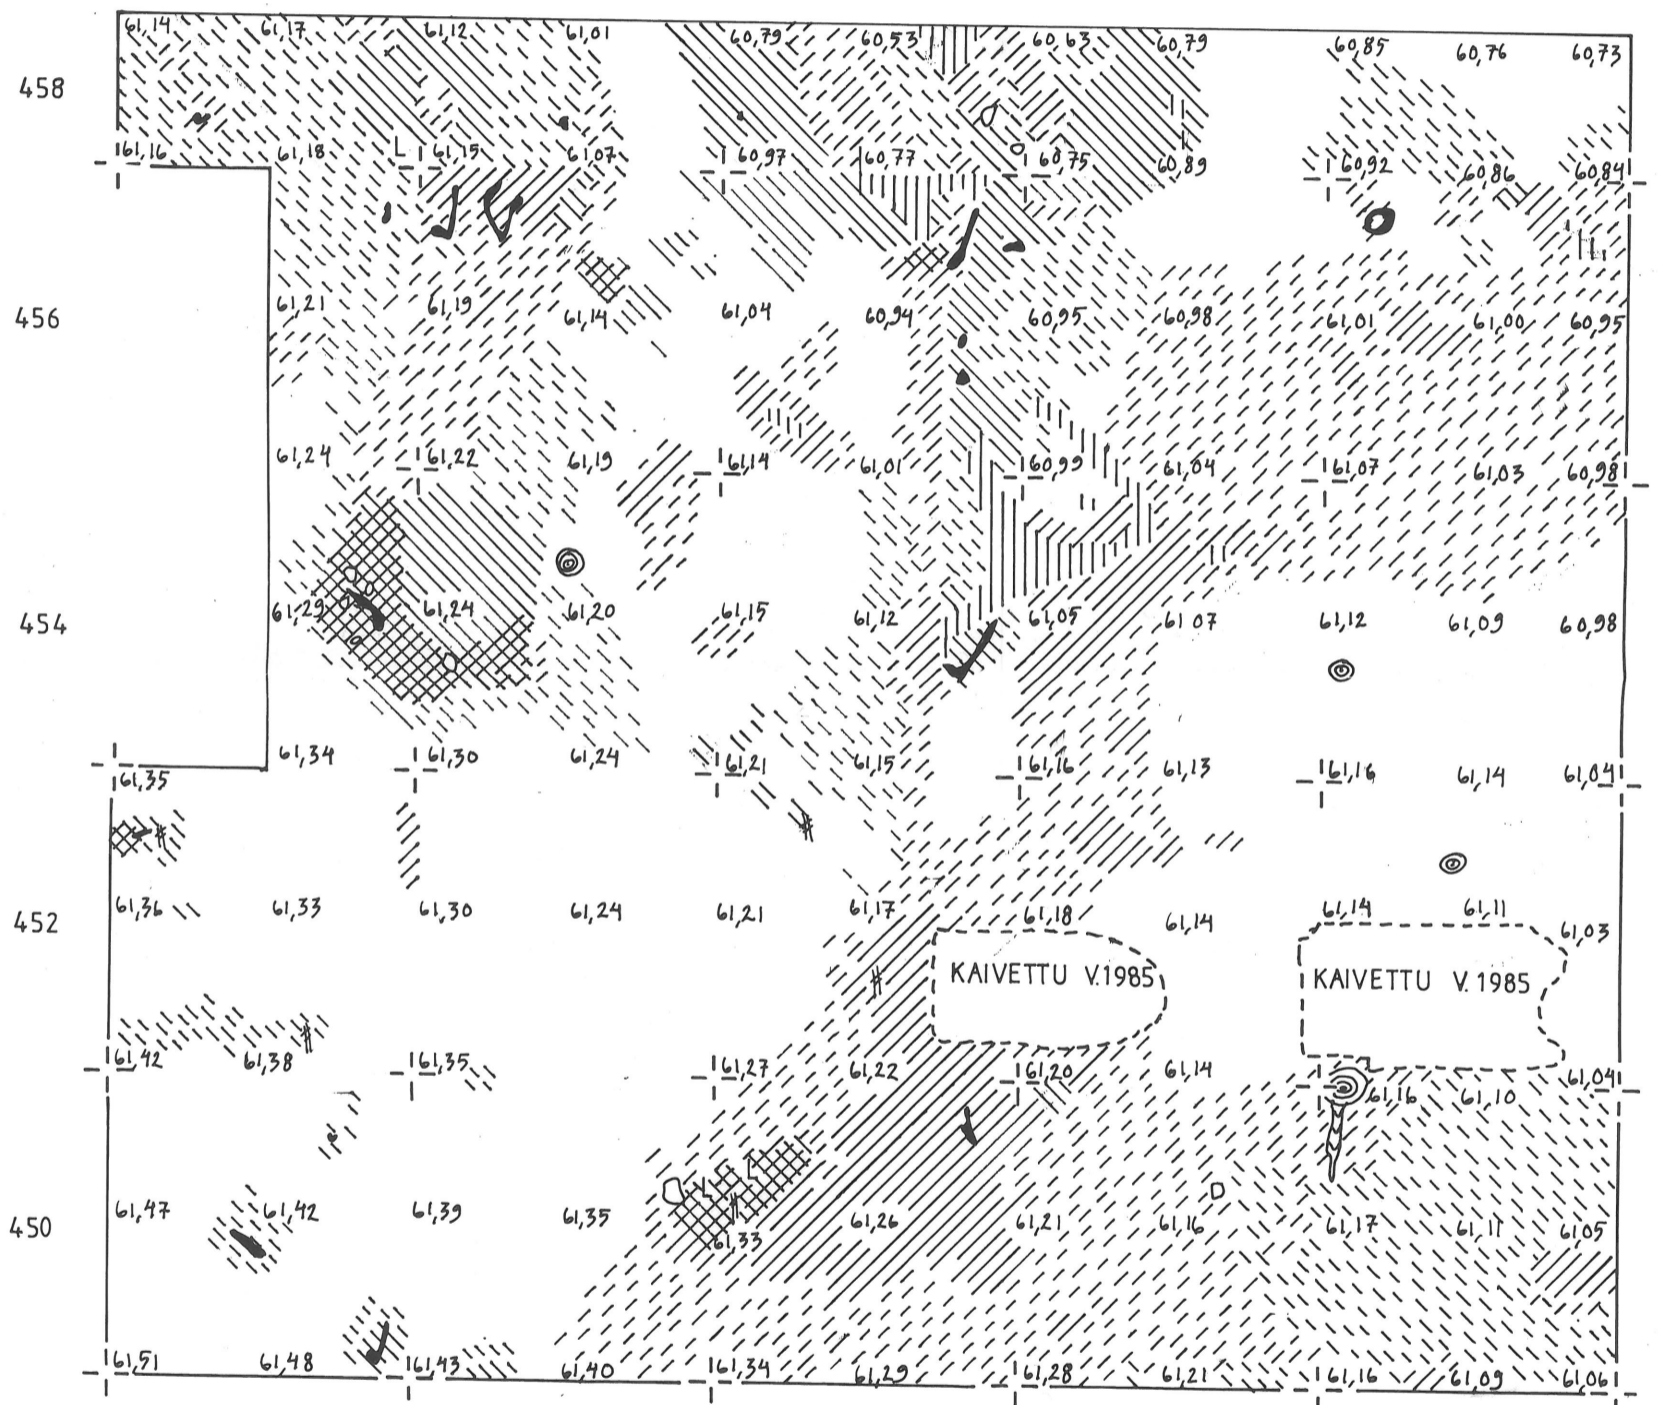 61,14 61,17 61,12 61,01 60,79 60,53 60,63 60,79 60,85 60,76 60,73
458
61,16 61,18 61,15 61,07 60,97 60,77 60,75 60,89 60,92 60,86 60,84
456 61,21 61,19 61,14 61,04 60,94 60,95 60,98 61,01 61,00 60,95
61,24 61,22 61,19 61,14 61,01 60,99 61,04 61,07 61,03 60,98
454 61,29 61,24 61,20 61,15 61,12 61,05 61 07 61,12 61,09 60,98
61,35 61,34 61,30 61,24 61,21 61,15 61,16 61,13 61,16 61,14 61,04
452 61,36 61,33 61,30 61,24 61,21 61,17 61,18 61,14 61,14 61,11 61,03
KAIVETTU V.1985 KAIVETTU V.1985
61,42 61,38 61,35 61,27 61,22 61,20 61,14 61,16 61,10 61,04
450 61,47 61,42 61,39 61,35 61,33 61,26 61,21 61,16 61,17 61,11 61,05
61,51 61,48 61,43 61,40 61,34 61,29 61,28 61,21 61,16 61,09 61,06